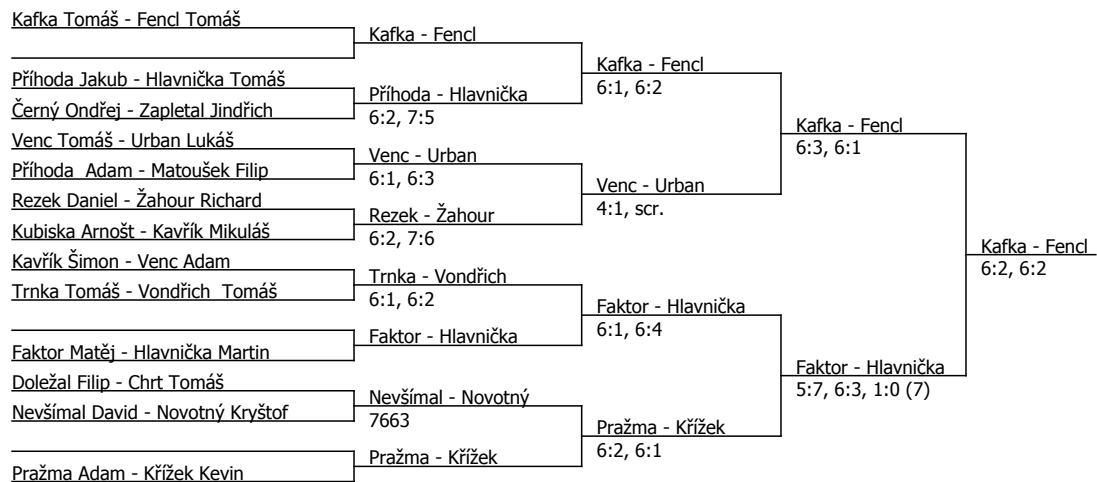 Kafka Tomáš - Fencl Tomáš
Příhoda Jakub - Hlavnička Tomáš
Černý Ondřej - Zapletal Jindřich
Venc Tomáš - Urban Lukáš
Příhoda  Adam - Matoušek Filip
Rezek Daniel - Žahour Richard
Kubiska Arnošt - Kavřík Mikuláš
Kavřík Šimon - Venc Adam
Trnka Tomáš - Vondřich  Tomáš
Faktor Matěj - Hlavnička Martin
Doležal Filip - Chrt Tomáš
Nevšímal David - Novotný Kryštof
Pražma Adam - Křížek Kevin
Kafka - Fencl
Příhoda - Hlavnička
6:2, 7:5
Venc - Urban
6:1, 6:3
Rezek - Žahour
6:2, 7:6
Trnka - Vondřich
6:1, 6:2
Faktor - Hlavnička
Nevšímal - Novotný
7663
Pražma - Křížek
Kafka - Fencl
6:1, 6:2
Venc - Urban
4:1, scr.
Faktor - Hlavnička
6:1, 6:4
Pražma - Křížek
6:2, 6:1
Kafka - Fencl
6:3, 6:1
Faktor - Hlavnička
5:7, 6:3, 1:0 (7)
Kafka - Fencl
6:2, 6:2